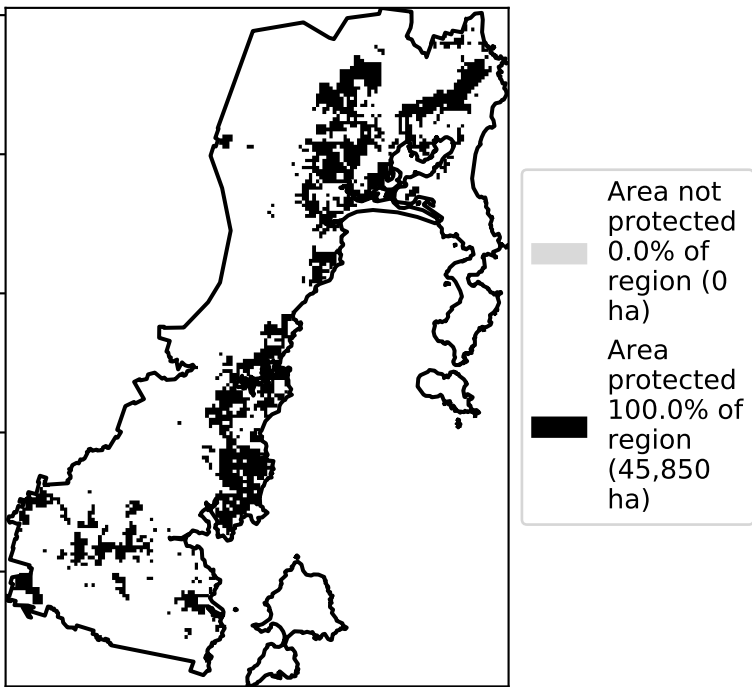 Area not
protected
0.0% of
region (0
ha)
Area
protected
100.0% of
region
(45,850
ha)